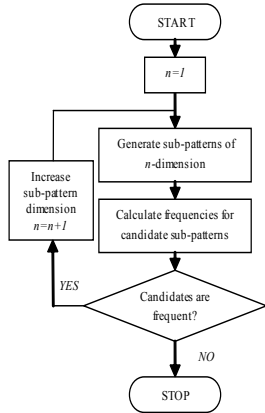 START
n=1
Generate sub-patterns of
n-dimension
Increase
sub-pattern
dimension
n=n+1
Calculate frequencies for
candidate sub-patterns
YES
Candidates are
frequent?
NO
STOP